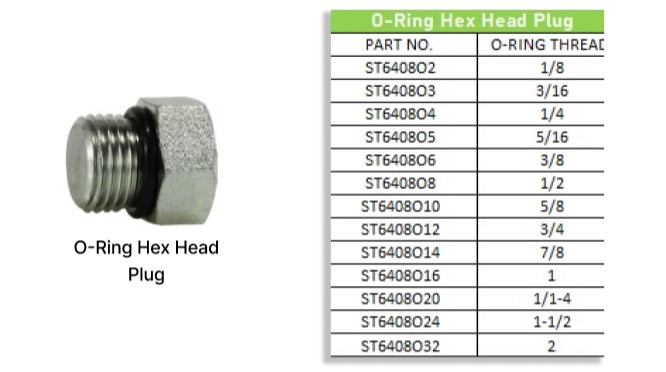 O-Ring Hex Head
Plug
O-Ring Hex Head Plug
PART NO. O-RING THREAD
ST6408O2 1/8
ST6408O3 3/16
ST6408O4 1/4
ST6408O5 5/16
ST6408O6 3/8
ST6408O8 1/2
ST6408O10 5/8
ST6408O12 3/4
ST6408O14 7/8
ST6408O16 1
ST6408O20 1/1-4
ST6408O24 1-1/2
ST6408O32 2